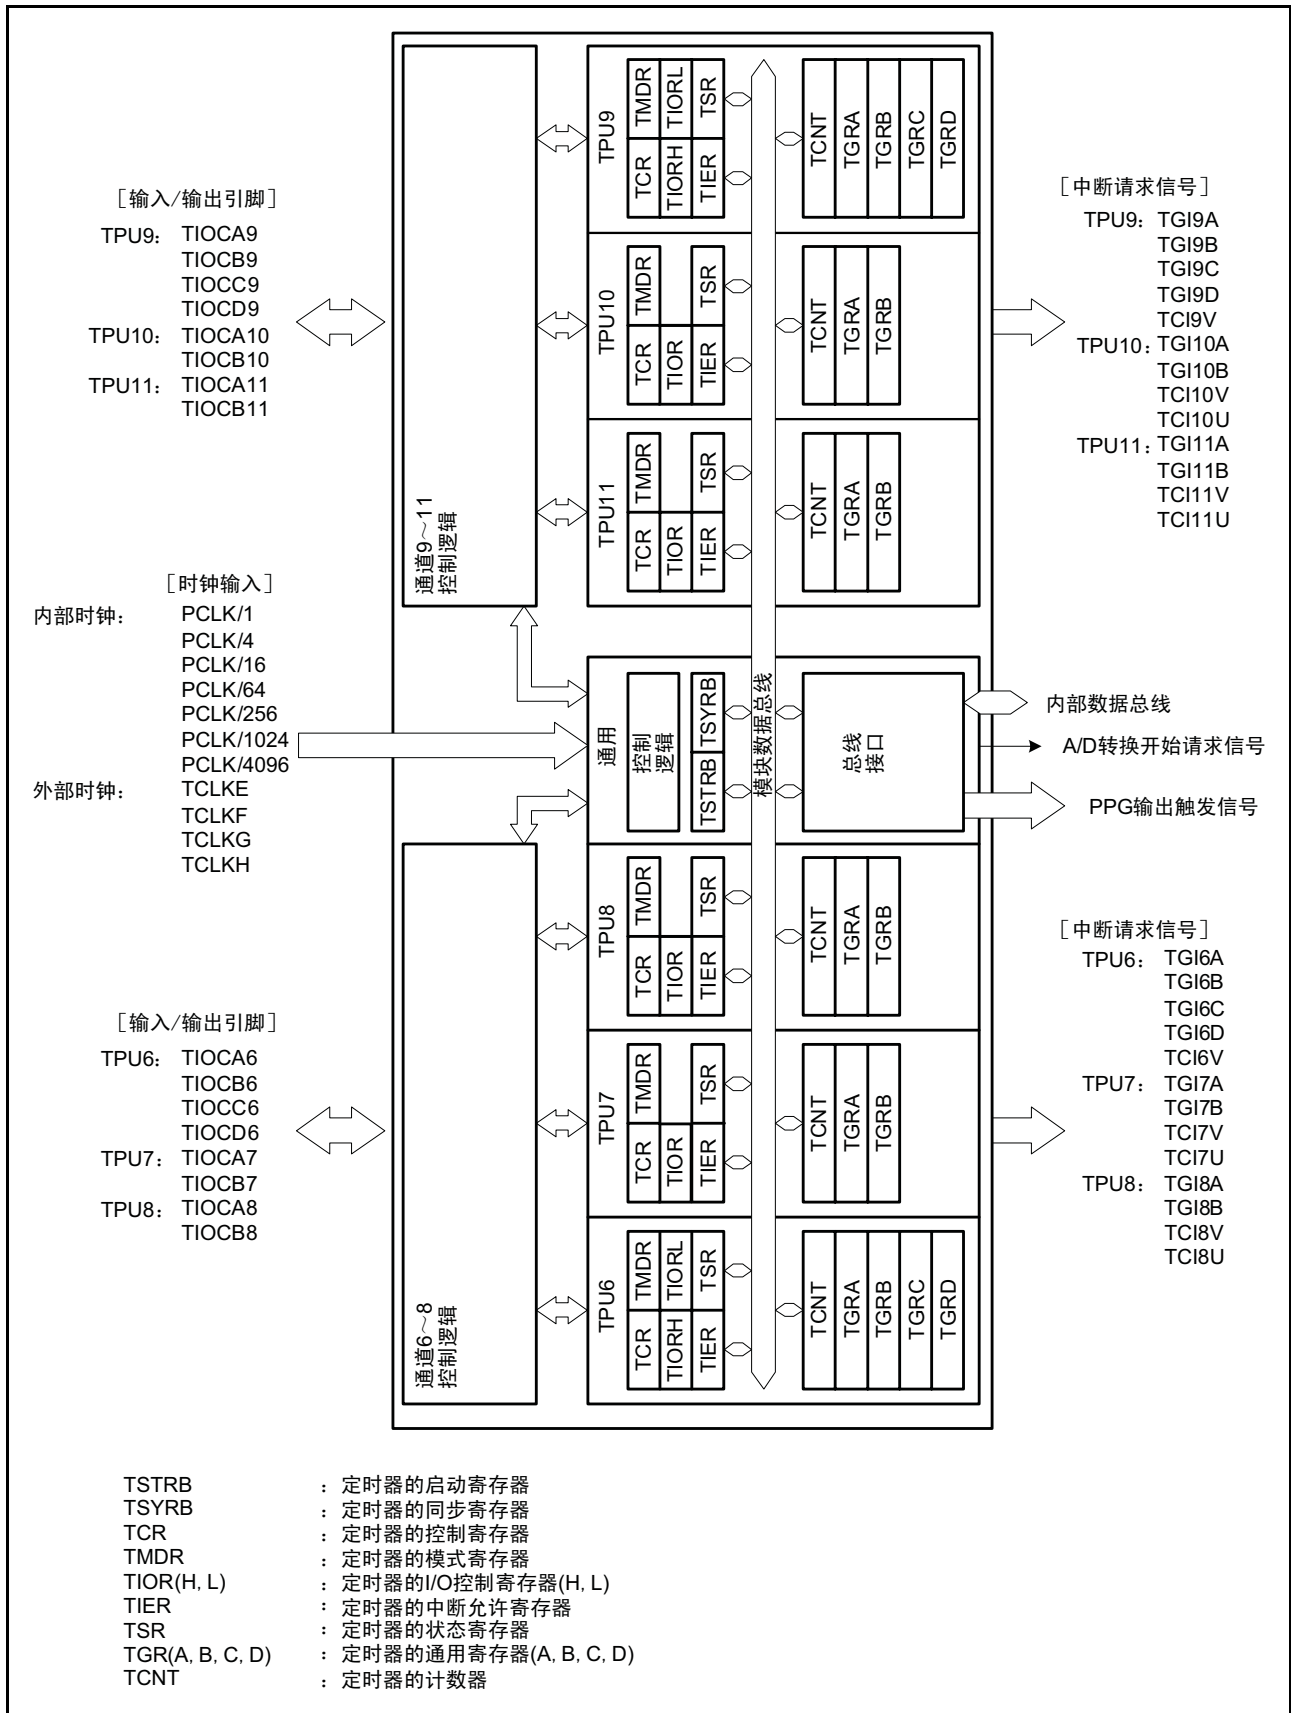 ［输入/输出引脚］
TPU9： TIOCA9
TIOCB9
TIOCC9
TIOCD9
TPU10： TIOCA10
TIOCB10
TPU11： TIOCA11
TIOCB11
［时钟输入］
内部时钟： PCLK/1
PCLK/4
PCLK/16
PCLK/64
PCLK/256
PCLK/1024
PCLK/4096
外部时钟： TCLKE
TCLKF
TCLKG
TCLKH
［输入/输出引脚］
TPU6： TIOCA6
TIOCB6
TIOCC6
TIOCD6
TPU7： TIOCA7
TIOCB7
TPU8： TIOCA8
TIOCB8
通道9～11
控制逻辑
通道6～8
控制逻辑
TPU9
TCR TMDR
TIORH TIORL
TIER TSR
TCNT
TGRA
TGRB
TGRC
TGRD
TPU10
TCR TMDR
TIOR
TIER TSR
TCNT
TGRA
TGRB
TPU11
TCR TMDR
TIOR
TIER TSR
TCNT
TGRA
TGRB
通用
控制
逻辑
TSTRB TSYRB
模块数据总线
总线
接口
TPU8
TCR TMDR
TIOR
TIER TSR
TCNT
TGRA
TGRB
TPU7
TCR TMDR
TIOR
TIER TSR
TCNT
TGRA
TGRB
TPU6
TCR TMDR
TIORH TIORL
TIER TSR
TCNT
TGRA
TGRB
TGRC
TGRD
［中断请求信号］
TPU9： TGI9A
TGI9B
TGI9C
TGI9D
TCI9V
TPU10： TGI10A
TGI10B
TCI10V
TCI10U
TPU11： TGI11A
TGI11B
TCI11V
TCI11U
内部数据总线
A/D转换开始请求信号
PPG输出触发信号
［中断请求信号］
TPU6： TGI6A
TGI6B
TGI6C
TGI6D
TCI6V
TPU7： TGI7A
TGI7B
TCI7V
TCI7U
TPU8： TGI8A
TGI8B
TCI8V
TCI8U
TSTRB ：定时器的启动寄存器
TSYRB ：定时器的同步寄存器
TCR ：定时器的控制寄存器
TMDR ：定时器的模式寄存器
TIOR(H, L) ：定时器的I/O控制寄存器(H, L)
TIER ：定时器的中断允许寄存器
TSR ：定时器的状态寄存器
TGR(A, B, C, D) ：定时器的通用寄存器(A, B, C, D)
TCNT ：定时器的计数器